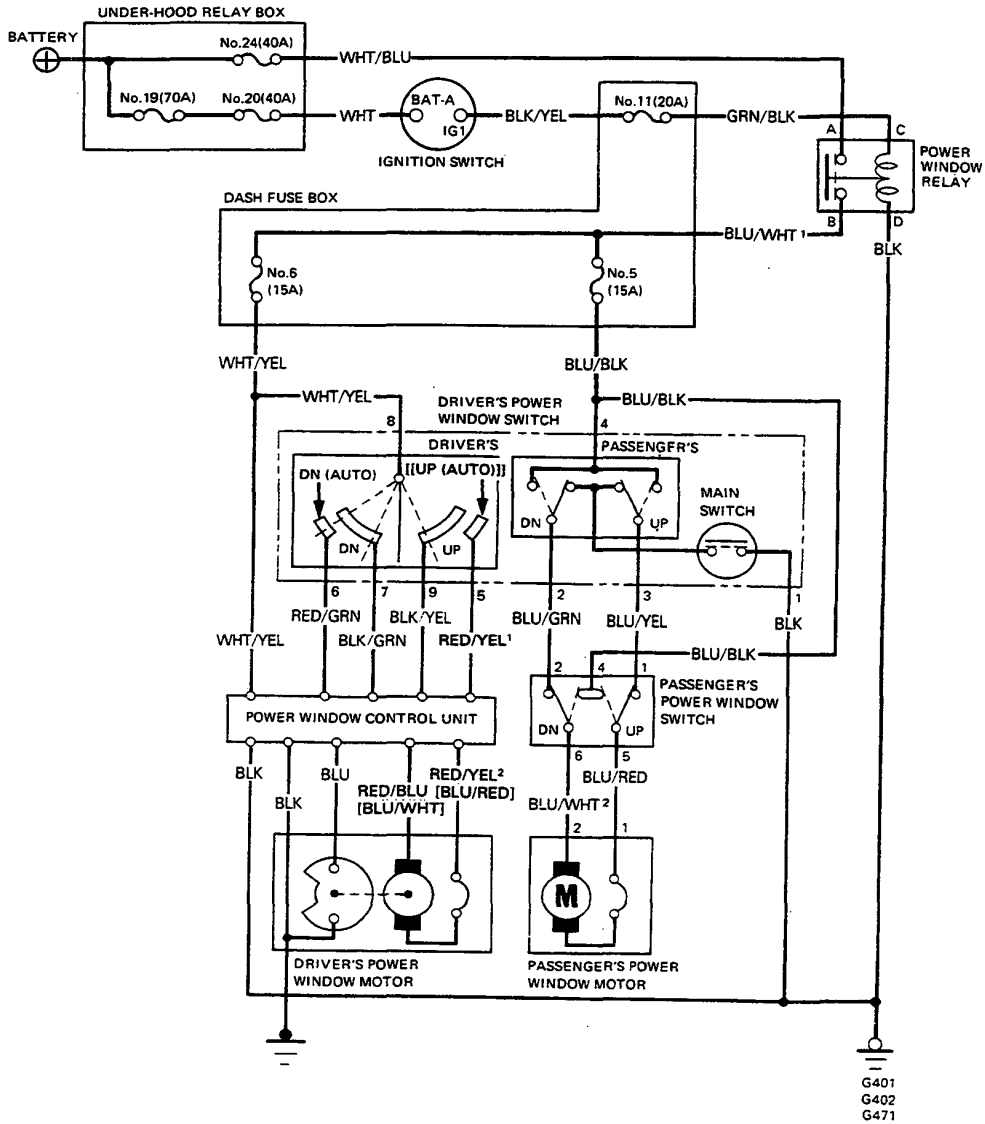 UNDER-HOOD RELAY BOX
BATTERY
No.24(40A)
WHT/BLU
No.19(70A)
No.20(40A)
WHT
BAT-A
IG1
IGNITION SWITCH
BLK/YEL
No.11(20A)
GRN/BLK
A
C
POWER
WINDOW
RELAY
B
D
BLK
DASH FUSE BOX
BLU/WHT 1
No.6
(15A)
No.5
(15A)
WHT/YEL
BLU/BLK
WHT/YEL
DRIVER'S POWER
WINDOW SWITCH
BLU/BLK
8
4
DRIVER'S
PASSENGER'S
DN (AUTO)
[[UP (AUTO)]]]
MAIN
SWITCH
DN
UP
DN
UP
6
7
9
5
2
3
1
RED/GRN
BLK/GRN
BLK/YEL
RED/YEL1
BLU/GRN
BLU/YEL
BLK
WHT/YEL
BLU/BLK
2
4
1
PASSENGER'S
POWER WINDOW
SWITCH
POWER WINDOW CONTROL UNIT
DN
UP
6
5
BLK
BLK
BLU
RED/BLU
[BLU/WHT]
RED/YEL2
[BLU/RED]
BLU/RED
BLU/WHT 2
2
1
M
DRIVER'S POWER
WINDOW MOTOR
PASSENGER'S POWER
WINDOW MOTOR
G401
G402
G471